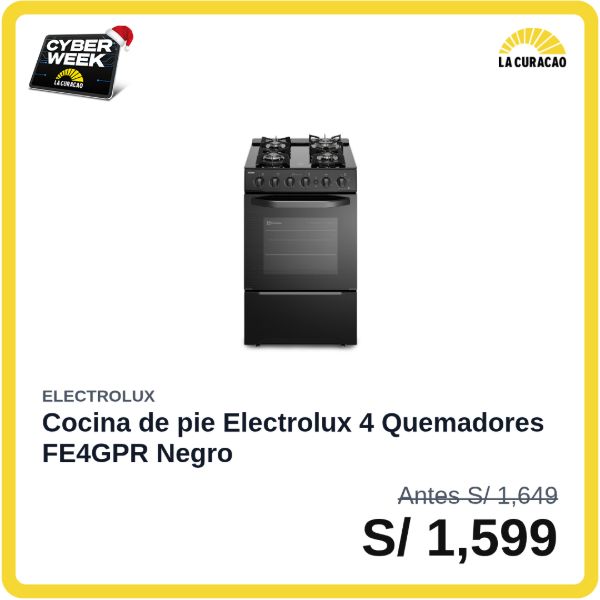 CYBER
WEEK
LA CURACAO
LA CURACAO
ELECTROLUX
Cocina de pie Electrolux 4 Quemadores
FE4GPR Negro
Antes S/ 1,649
S/ 1,599